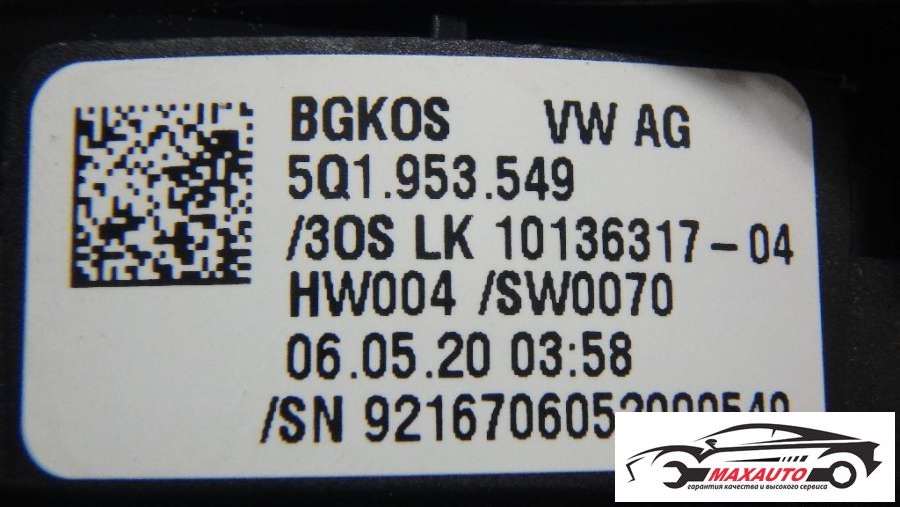 BGKOS VW AG
5Q1.953.549
/3OS LK 10136317-04
HW004 /SW0070
06.05.20 03:58
/SN
MAXAUTO
гарантия качества и высокого сервиса